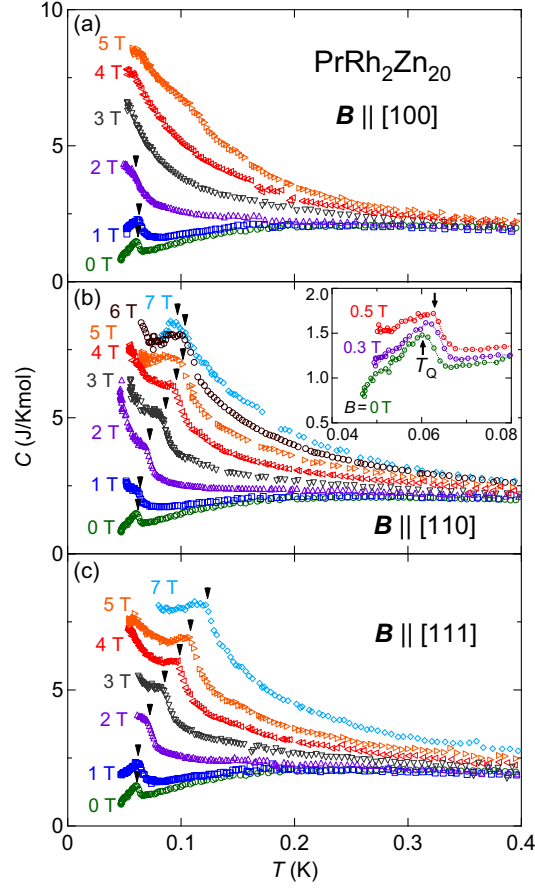 10
(a)
5 T
4 T
3 T
2 T
1 T
0 T
PrRh2Zn20
B || [100]
5
0
(b)
7 T
6 T
5 T
4 T
3 T
2 T
1 T
0 T
2.0
0.5 T
1.5
0.3 T
TQ
1.0
B = 0 T
0.5
0.04
0.06
0.08
B || [110]
5
0
C (J/Kmol)
(c)
7 T
5 T
4 T
3 T
2 T
1 T
0 T
B || [111]
5
0
0
0.1
0.2
0.3
0.4
T (K)